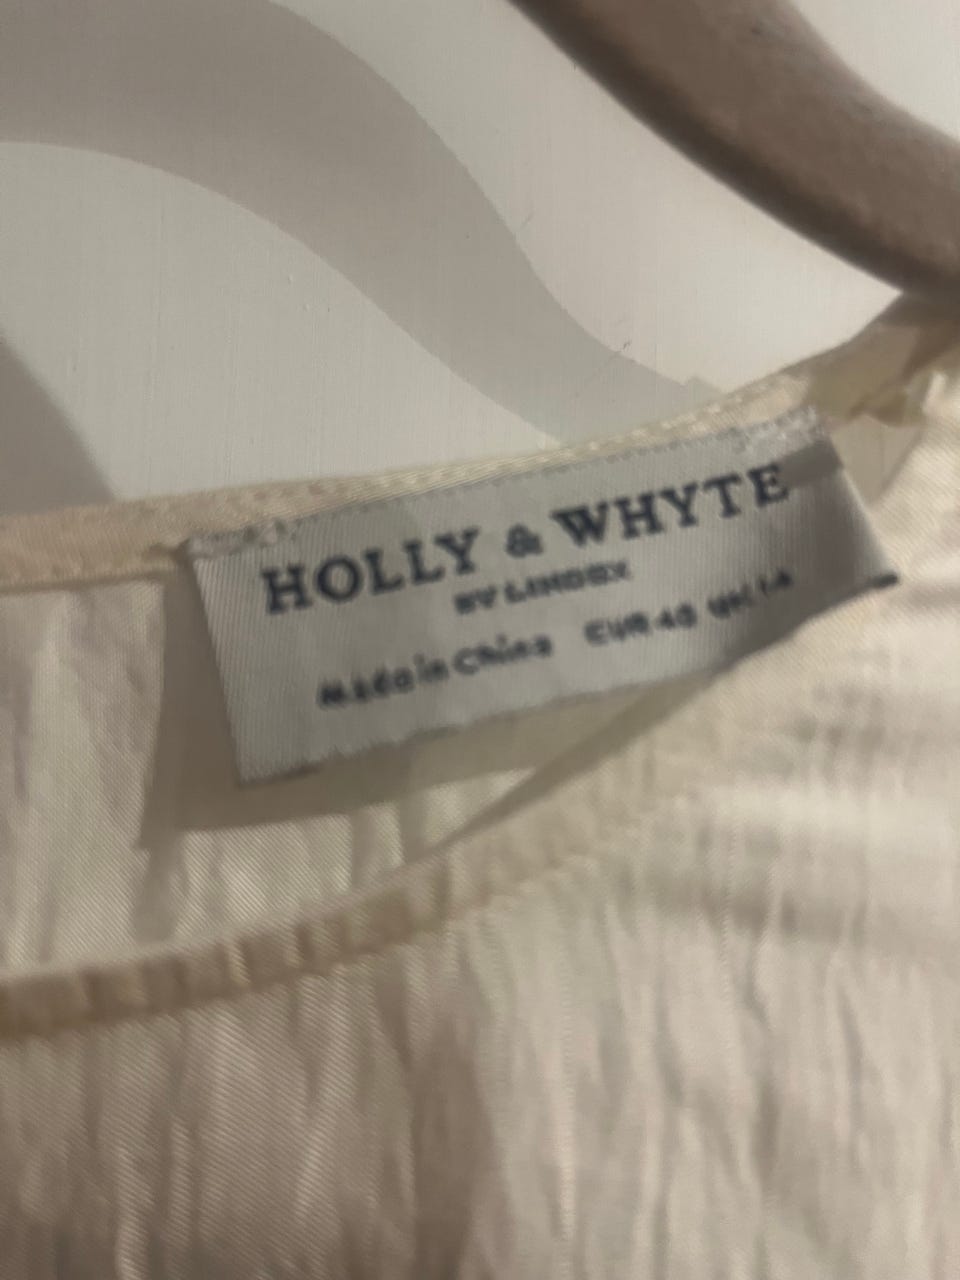 HOLLY & WHYTE
BY LINDEX
Made in China EUR 40 UK 14